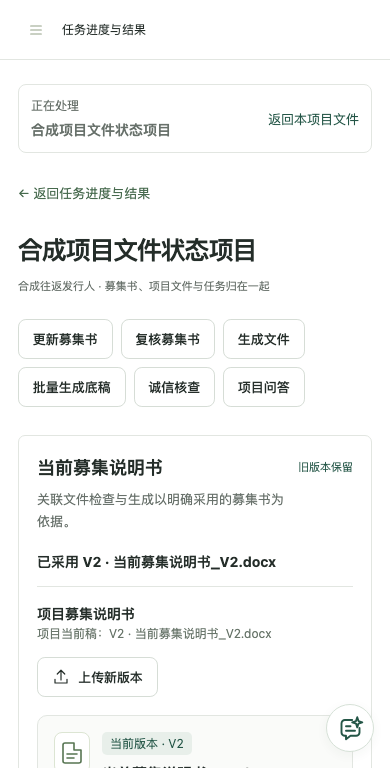 任务进度与结果
正在处理
合成项目文件状态项目
返回本项目文件
← 返回任务进度与结果
合成项目文件状态项目
合成往返发行人 · 募集书、项目文件与任务归在一起
更新募集书
复核募集书
生成文件
批量生成底稿
诚信核查
项目问答
当前募集说明书
旧版本保留
关联文件检查与生成以明确采用的募集书为
依据。
已采用 V2 · 当前募集说明书_V2.docx
项目募集说明书
项目当前稿：V2 · 当前募集说明书_V2.docx
上传新版本
当前版本 · V2